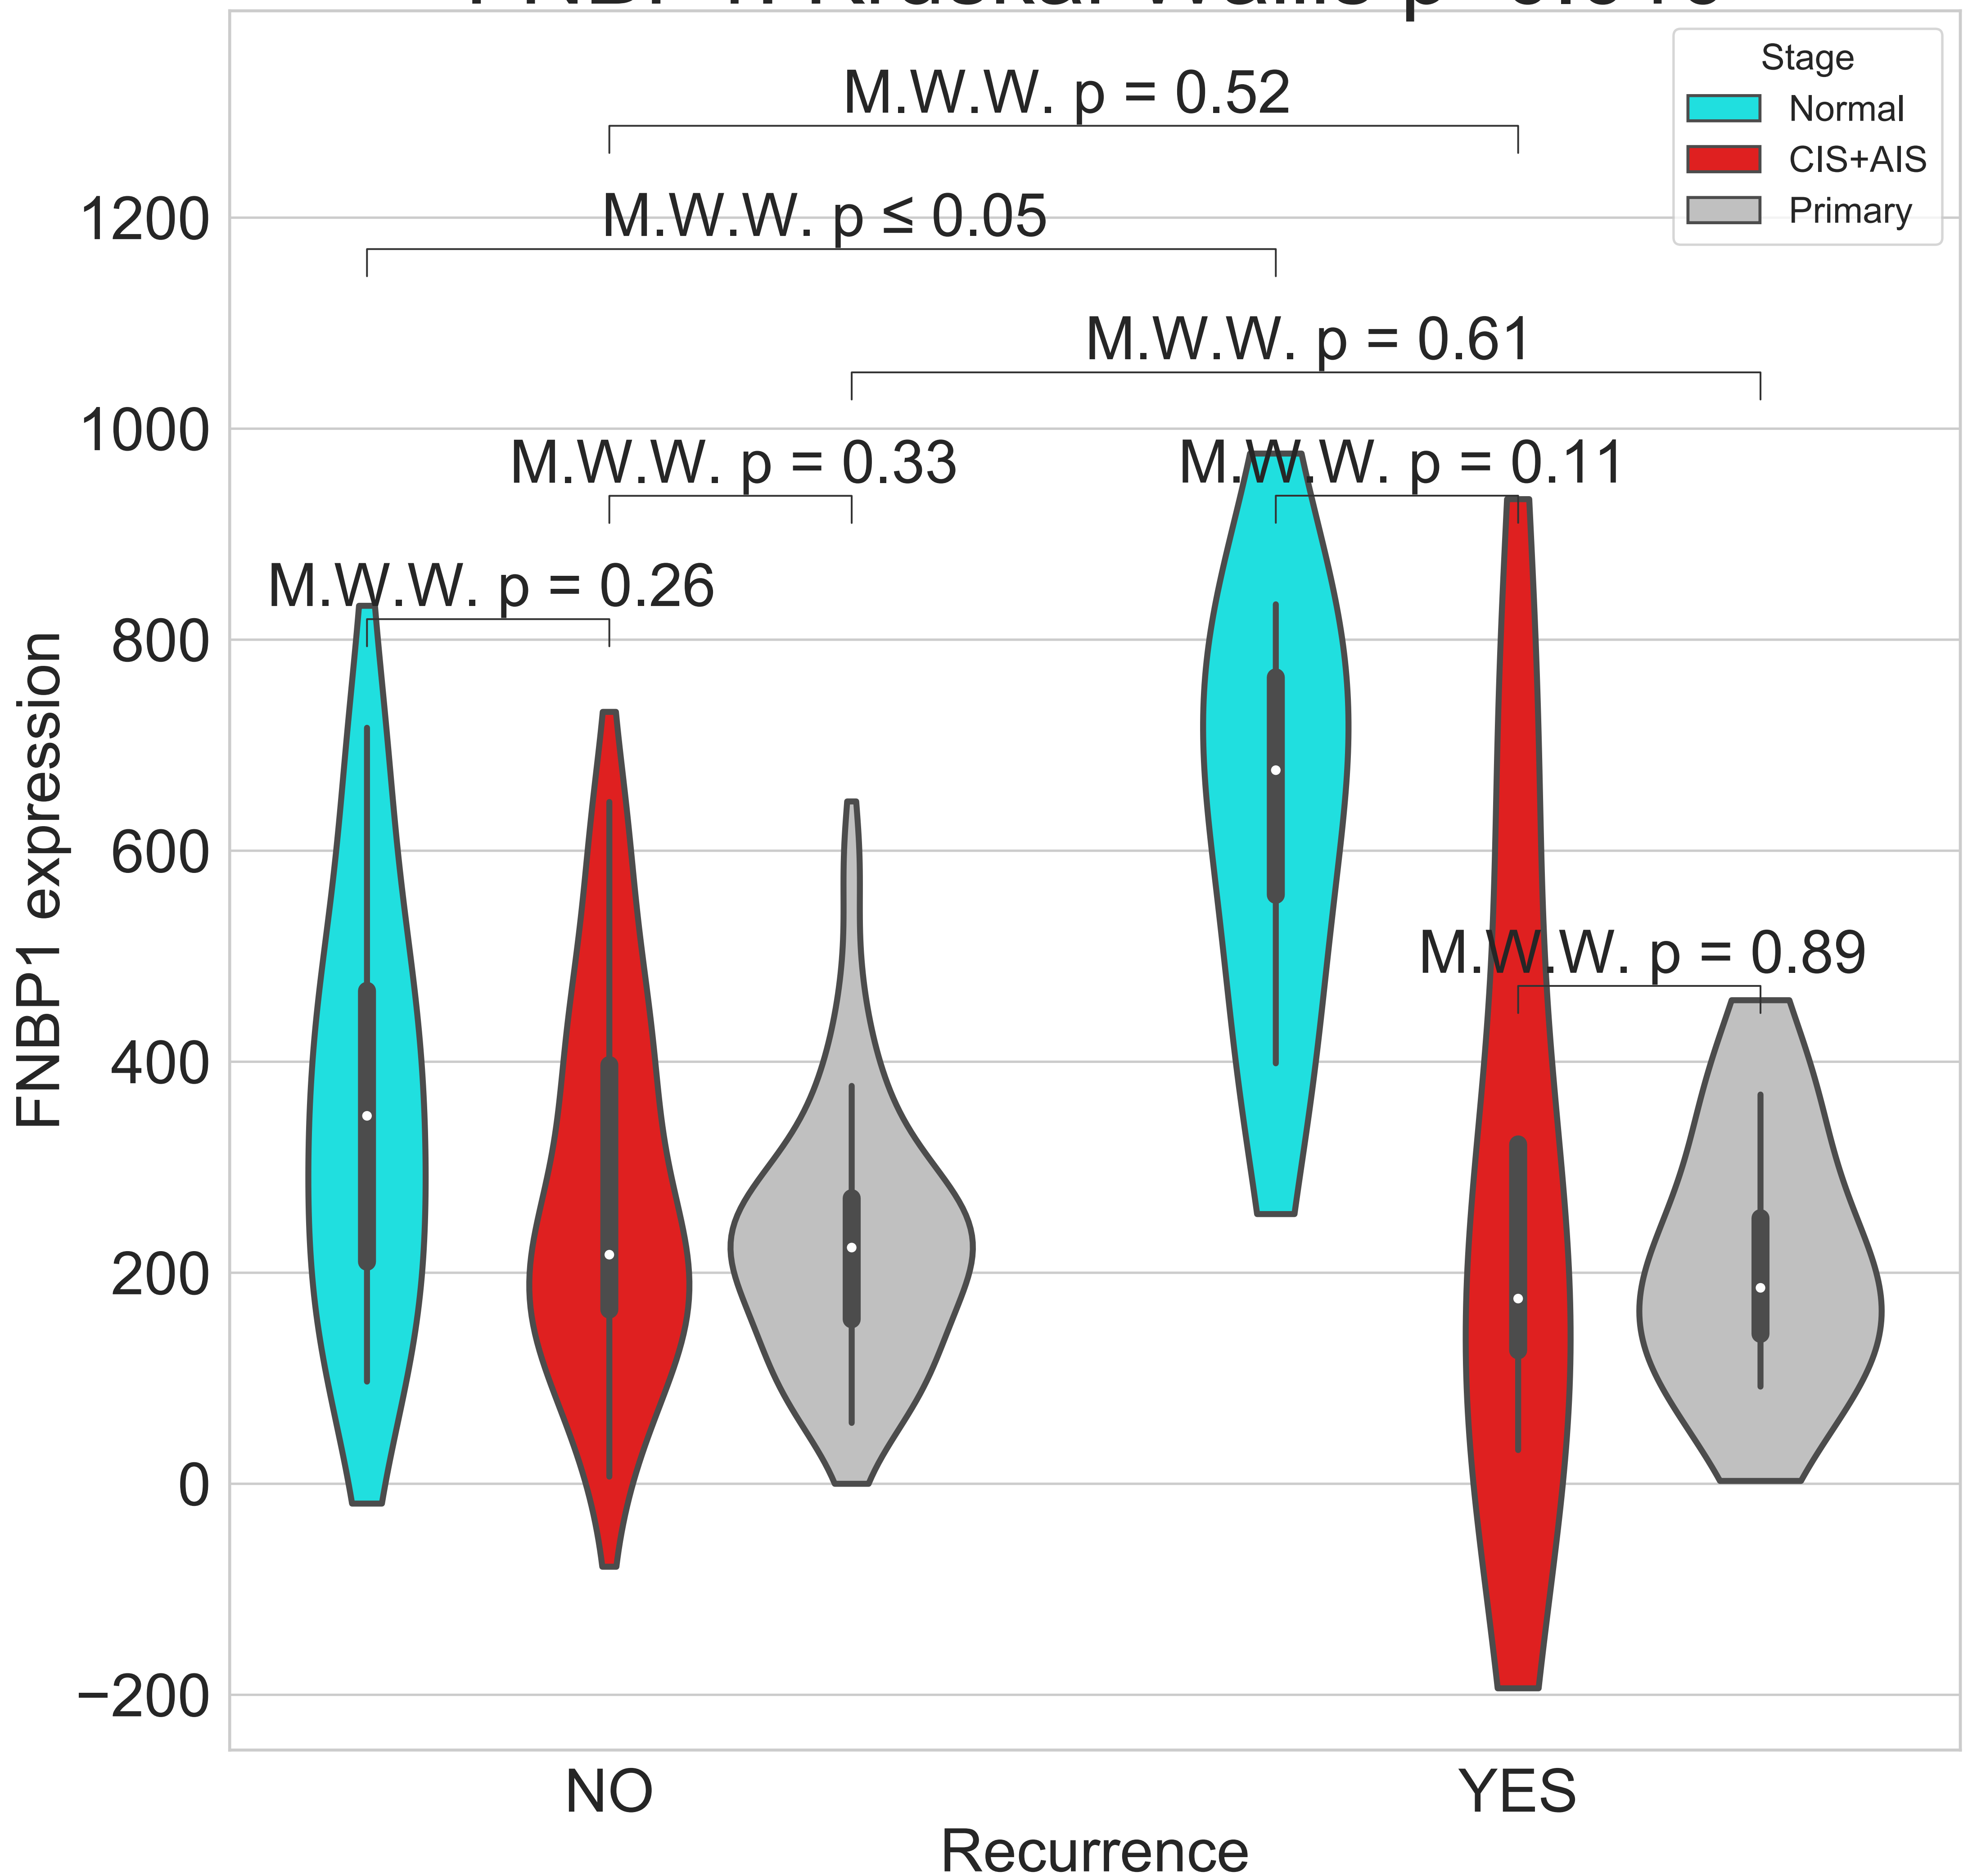 Stage
Normal
CIS+AIS
Primary
M.W.W. p = 0.52
M.W.W. p ≤ 0.05
M.W.W. p = 0.61
M.W.W. p = 0.33
M.W.W. p = 0.11
M.W.W. p = 0.26
M.W.W. p = 0.89
FNBP1 expression
1200
1000
800
600
400
200
0
−200
NO
YES
Recurrence